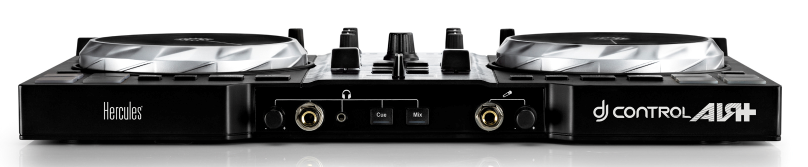 Hercules
Cue
Mix
dj CONTROL AIR+